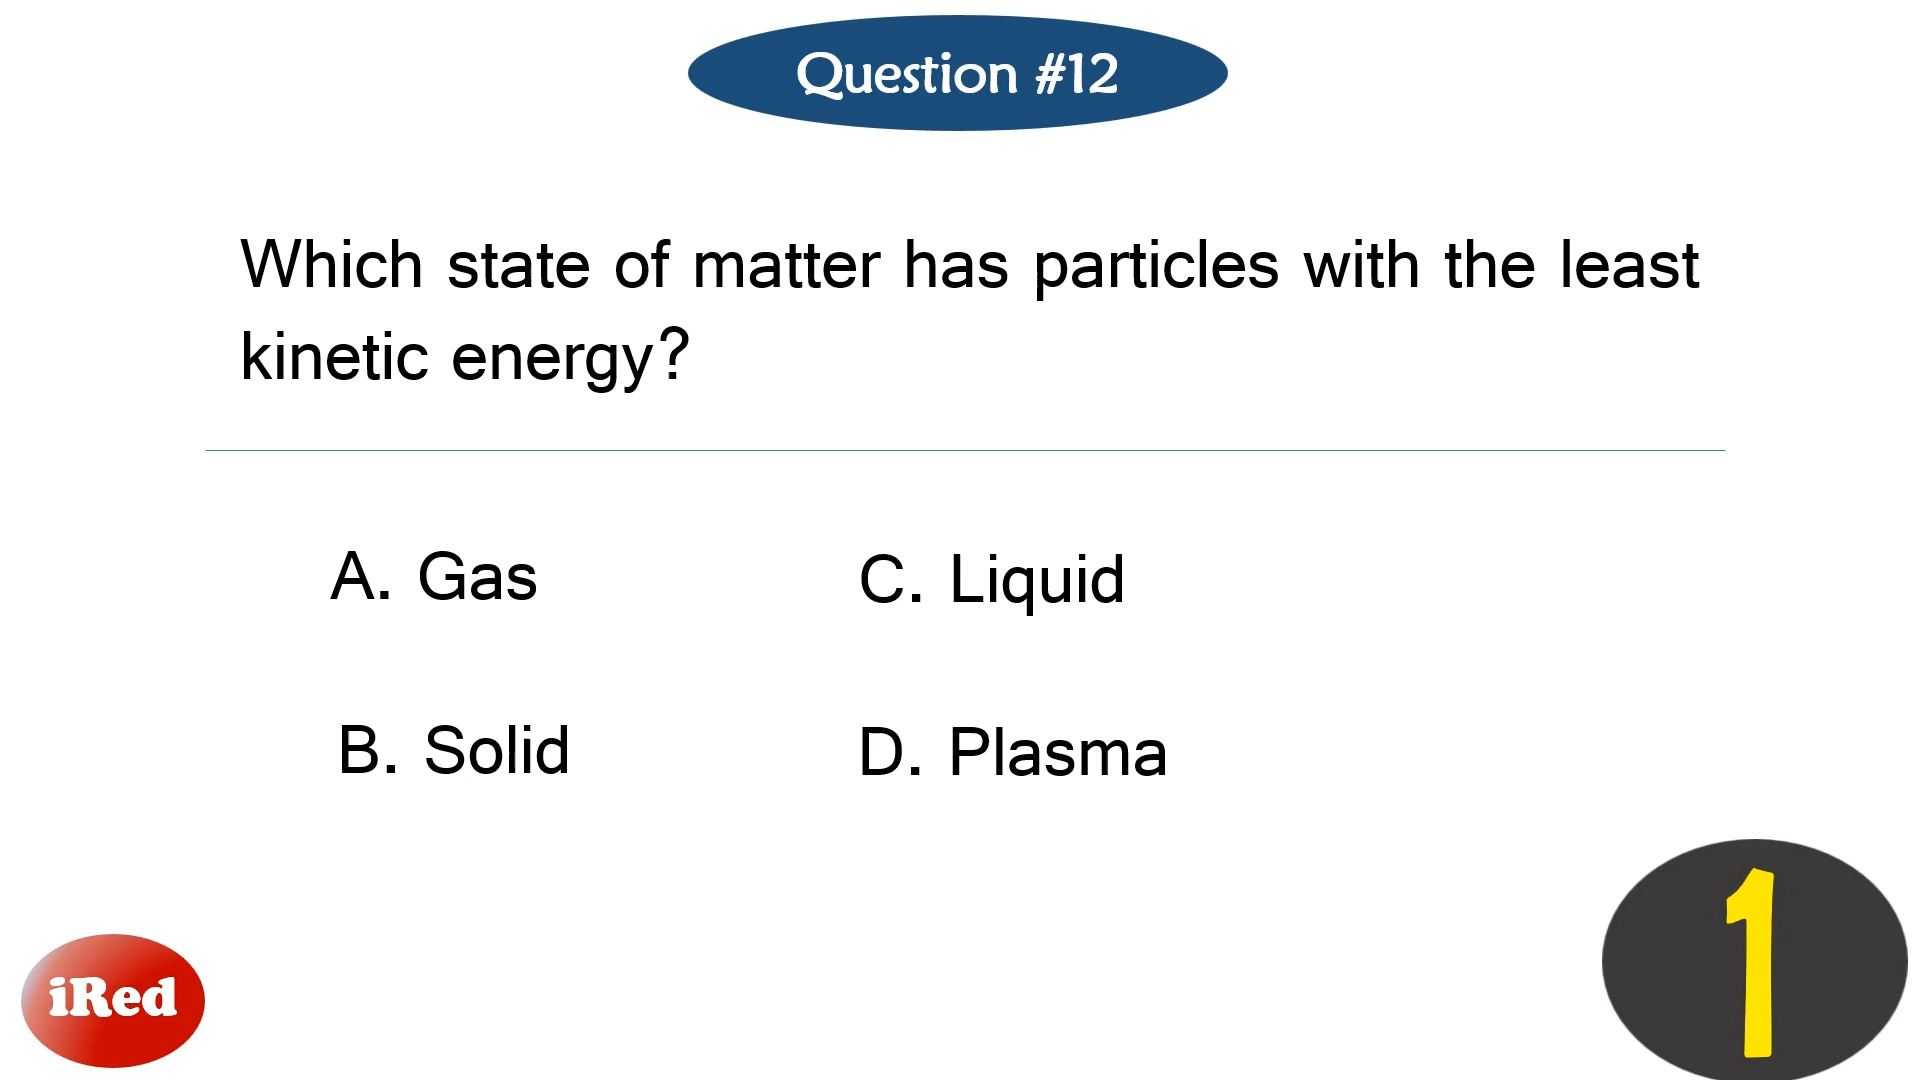 Question #12
Which state of matter has particles with the least
kinetic energy?
A. Gas
C. Liquid
B. Solid
D. Plasma
iRed
1